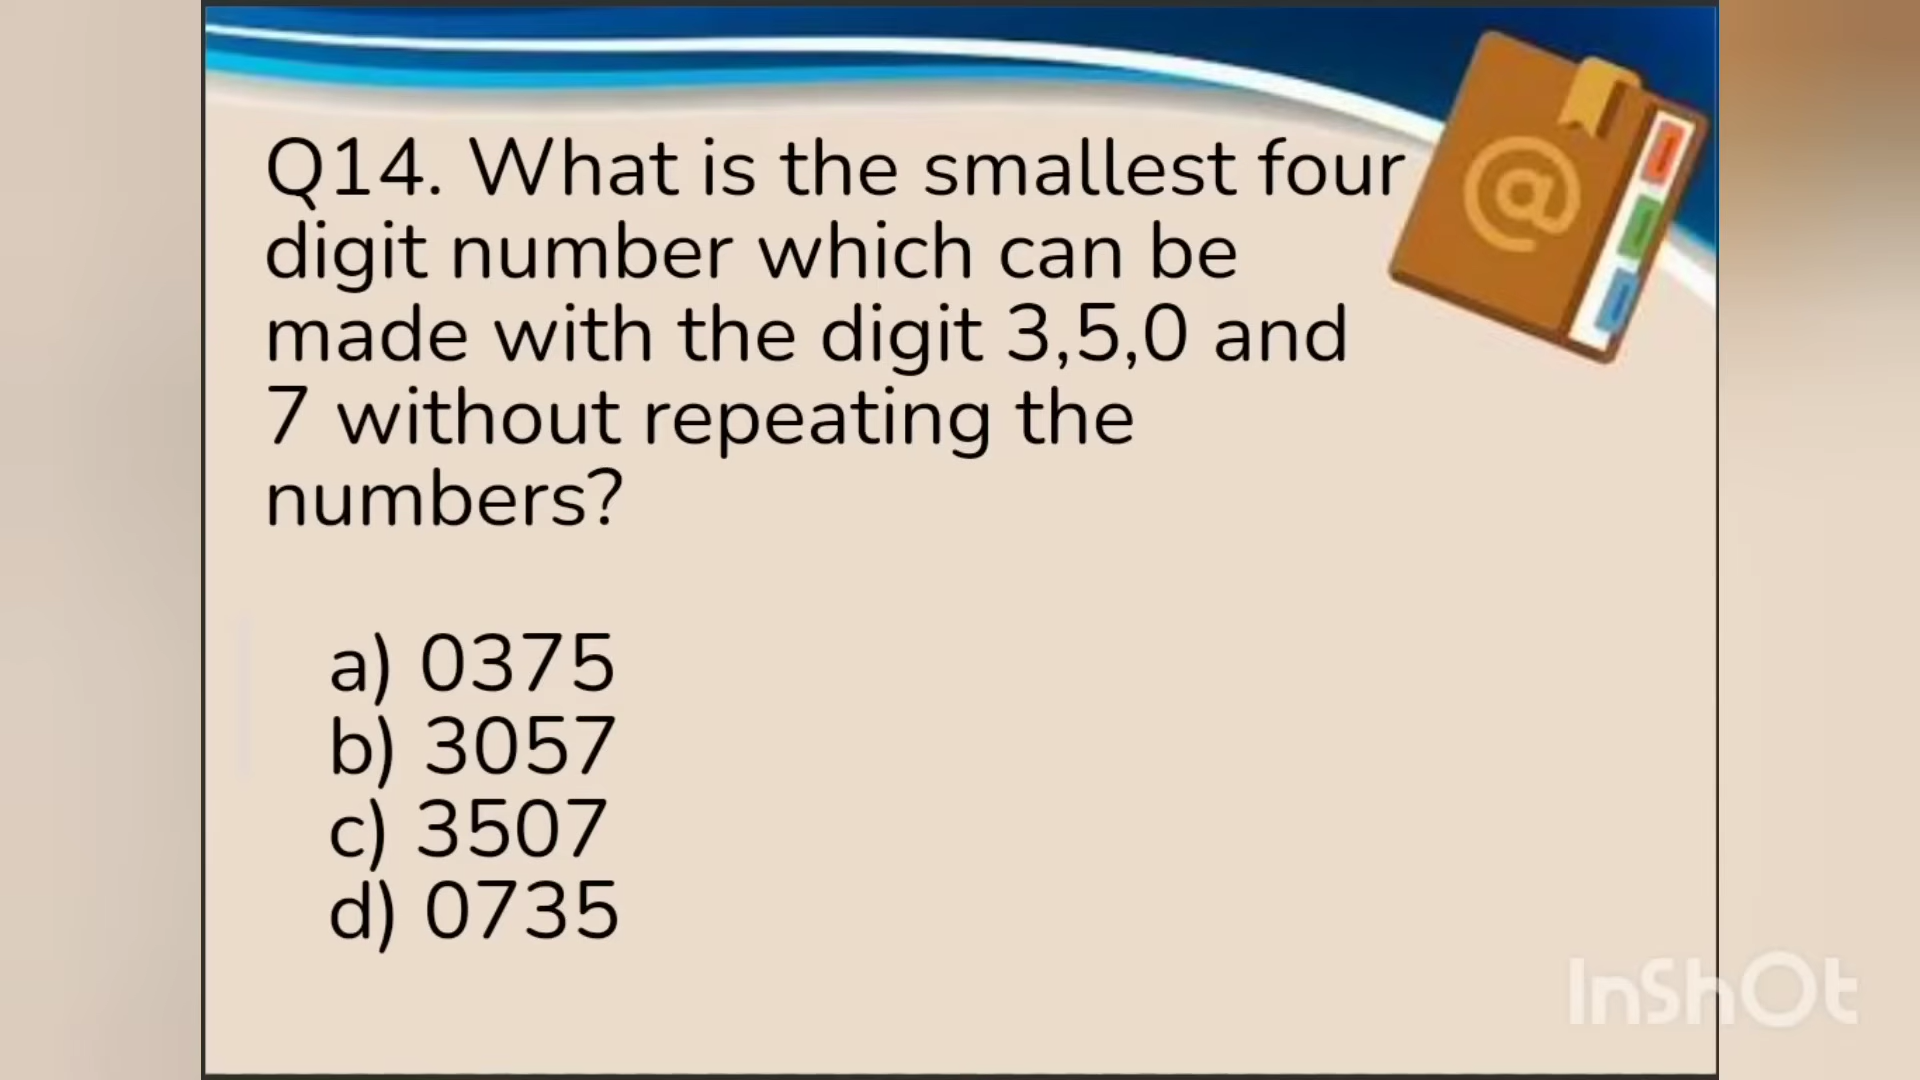 Q14. What is the smallest four
digit number which can be
made with the digit 3,5,0 and
7 without repeating the
numbers?
a) 0375
b) 3057
c) 3507
d) 0735
@
InShOt